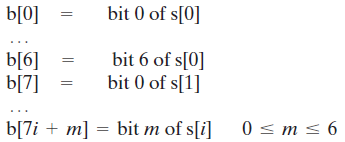 b[0] = bit 0 of s[0]
...
b[6] = bit 6 of s[0]
b[7] = bit 0 of s[1]
...
b[7i + m] = bit m of s[i] 0 ≤ m ≤ 6